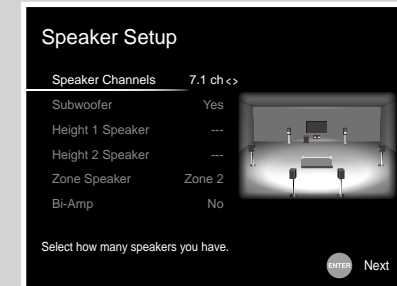 Speaker Setup
Speaker Channels 7.1 ch <>
Subwoofer Yes
Height 1 Speaker ---
Height 2 Speaker ---
Zone Speaker Zone 2
Bi-Amp No
Select how many speakers you have.
ENTER Next